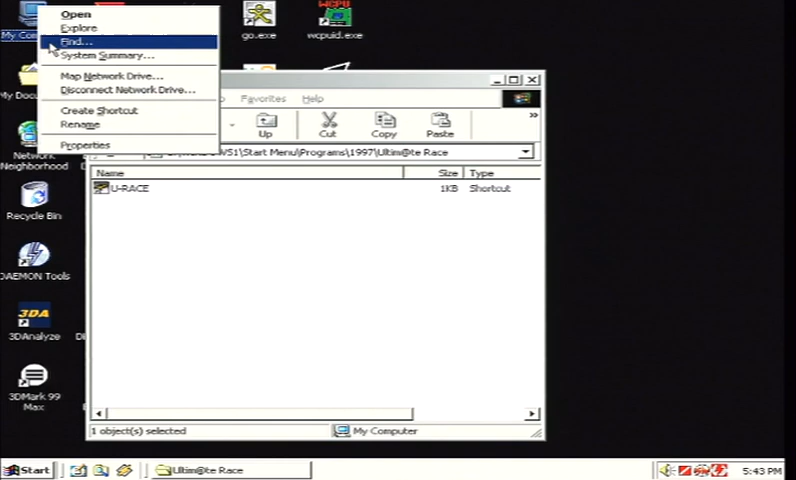 Open
Explore
Find...
System Summary...
Map Network Drive...
Disconnect Network Drive...
Create Shortcut
Rename
Properties
My Com
go.exe
wcpuid.exe
My Docu
Network
Neighborhood
Recycle Bin
DAEMON Tools
3DA
3DAnalyze
3DMark 99
Max
Favorites Help
Up Cut Copy Paste
\Start Menu\Programs\1997\Ultim@te Race
Name Size Type
U-RACE 1KB Shortcut
1 object(s) selected My Computer
Start Ultim@te Race 5:43 PM